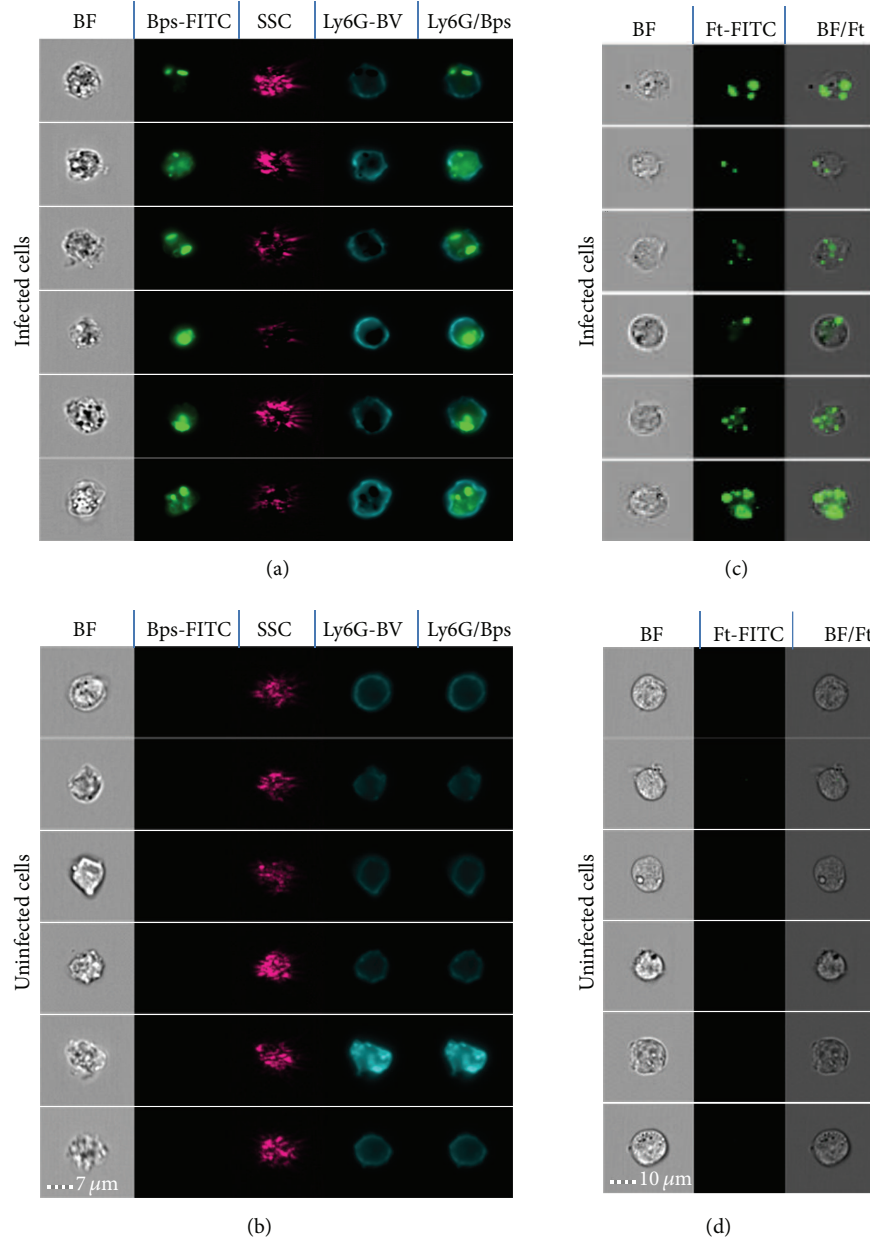 BF Bps-FITC SSC Ly6G-BV Ly6G/Bps
Infected cells
(a)
BF Ft-FITC BF/Ft
Infected cells
(c)
BF Bps-FITC SSC Ly6G-BV Ly6G/Bps
Uninfected cells
7 μm
(b)
BF Ft-FITC BF/Ft
Uninfected cells
10 μm
(d)